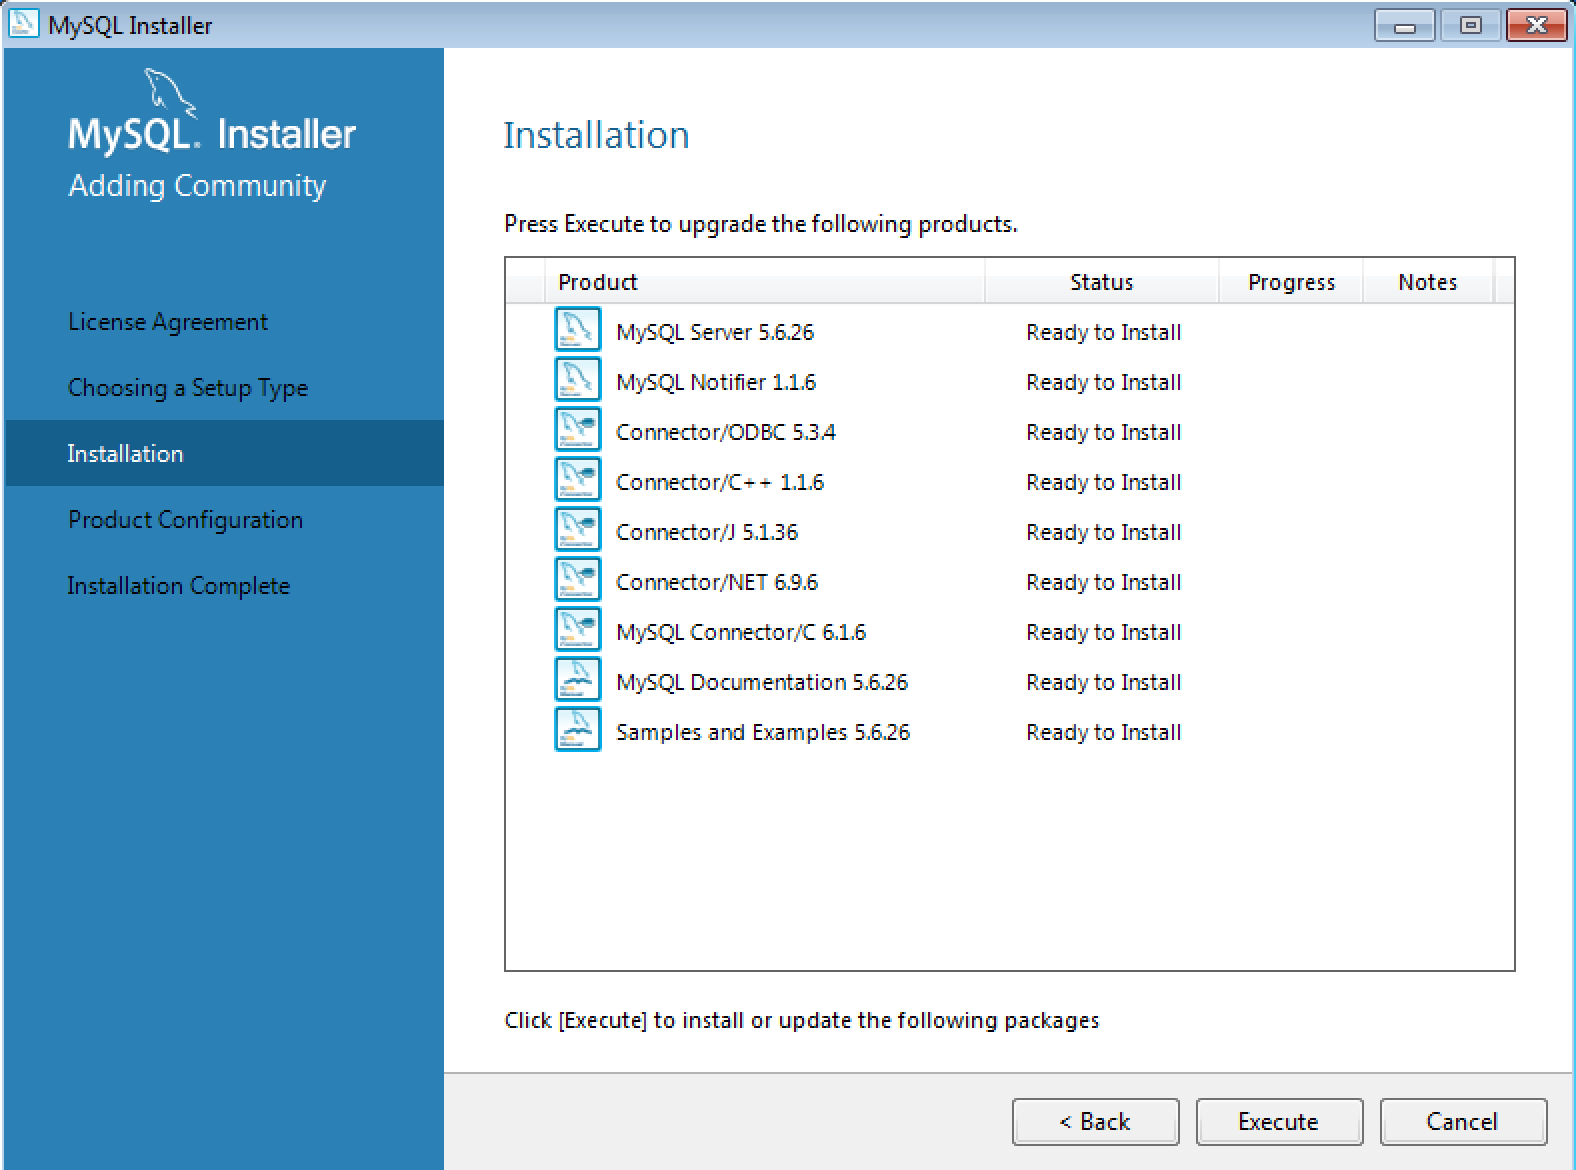 MySQL Installer
MySQL. Installer
Adding Community
License Agreement
Choosing a Setup Type
Installation
Product Configuration
Installation Complete
Installation
Press Execute to upgrade the following products.
Product Status Progress Notes
MySQL Server 5.6.26 Ready to Install
MySQL Notifier 1.1.6 Ready to Install
Connector/ODBC 5.3.4 Ready to Install
Connector/C++ 1.1.6 Ready to Install
Connector/J 5.1.36 Ready to Install
Connector/NET 6.9.6 Ready to Install
MySQL Connector/C 6.1.6 Ready to Install
MySQL Documentation 5.6.26 Ready to Install
Samples and Examples 5.6.26 Ready to Install
Click [Execute] to install or update the following packages
< Back Execute Cancel